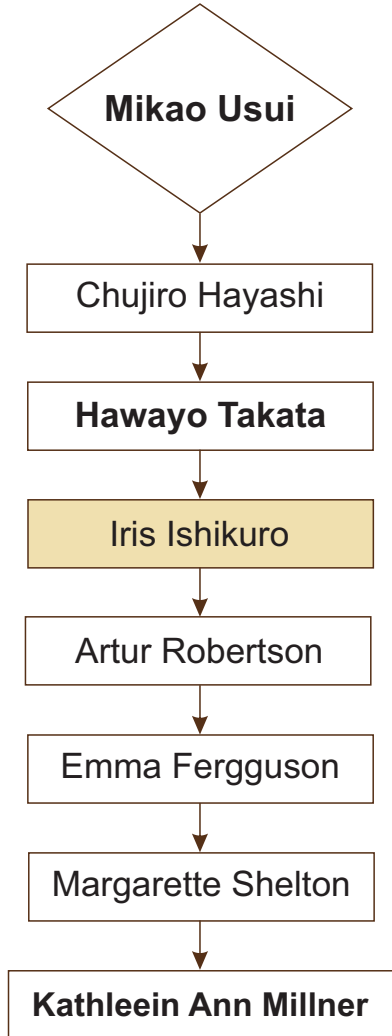 Mikao Usui
Chujiro Hayashi
Hawayo Takata
Iris Ishikuro
Artur Robertson
Emma Fergguson
Margarette Shelton
Kathleein Ann Millner